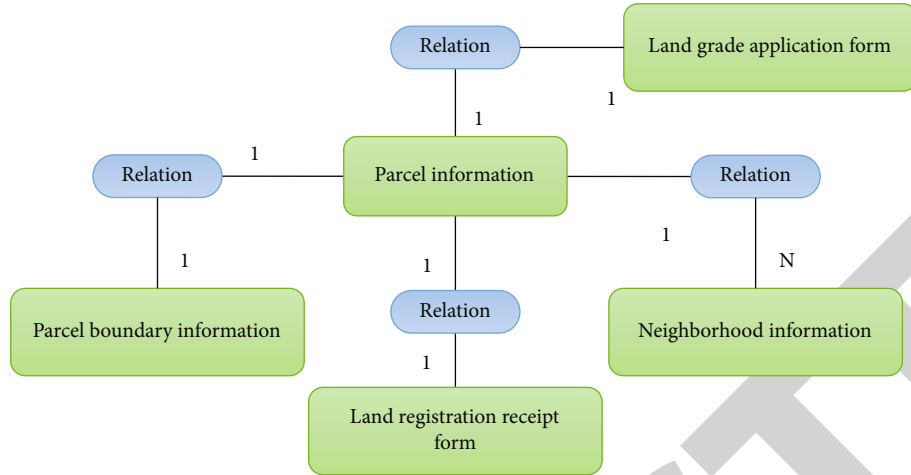 Relation
Land grade application form
1
1
Relation
1
Parcel information
Relation
1
1
1
N
Parcel boundary information
Relation
Neighborhood information
1
Land registration receipt
form